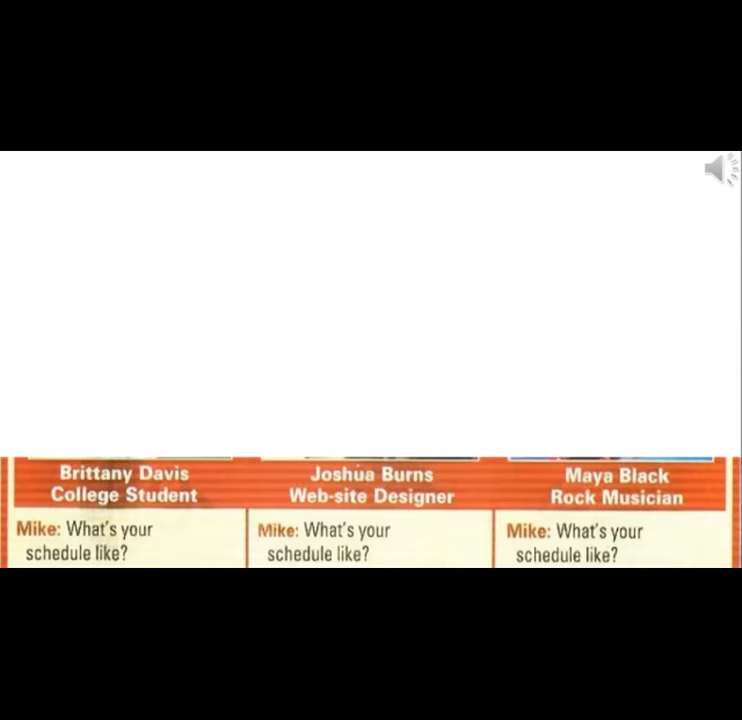 Brittany Davis
College Student
Joshua Burns
Web-site Designer
Maya Black
Rock Musician
Mike: What's your
schedule like?
Mike: What's your
schedule like?
Mike: What's your
schedule like?